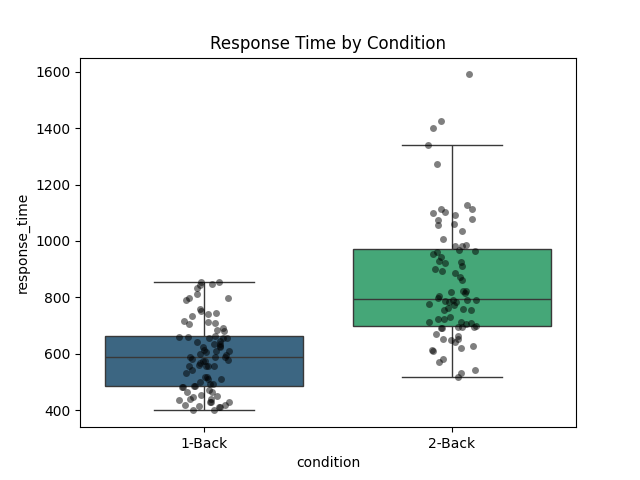 Response Time by Condition
1600
1400
1200
1000
800
600
400
response_time
1-Back
2-Back
condition